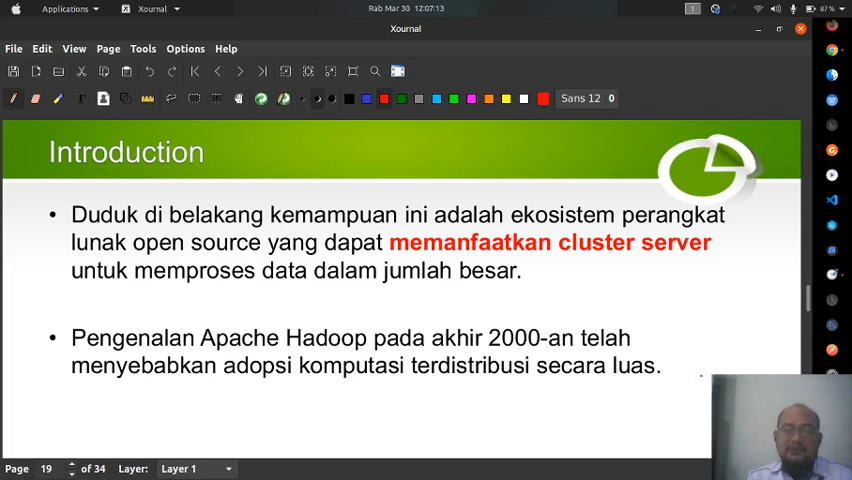 Applications Xournal Rab Mar 30 12:07:13 1 87 %
Xournal
File Edit View Page Tools Options Help
Sans 12 0
Introduction
• Duduk di belakang kemampuan ini adalah ekosistem perangkat
lunak open source yang dapat memanfaatkan cluster server
untuk memproses data dalam jumlah besar.
• Pengenalan Apache Hadoop pada akhir 2000-an telah
menyebabkan adopsi komputasi terdistribusi secara luas.
Page 19 of 34 Layer: Layer 1